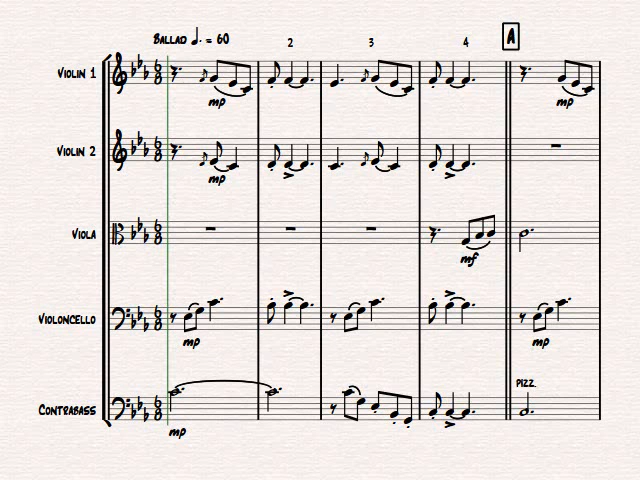 Ballad ♩. = 60
2
3
4
A
Violin 1
mp
mp
Violin 2
mp
Viola
mf
Violoncello
mp
mp
pizz.
Contrabass
mp